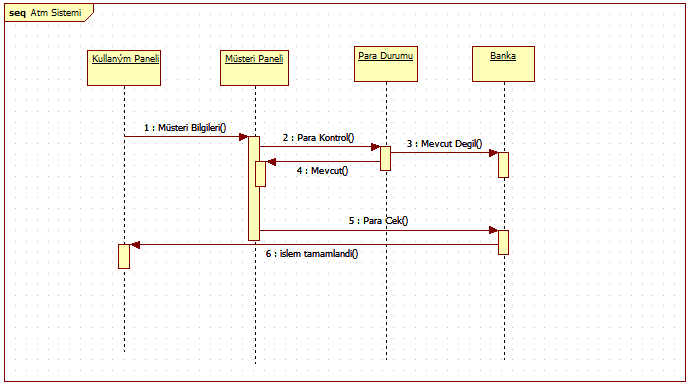 seq Atm Sistemi
Kullaným Paneli
Müsteri Paneli
Para Durumu
Banka
1 : Müsteri Bilgileri()
2 : Para Kontrol()
3 : Mevcut Degil()
4 : Mevcut()
5 : Para Cek()
6 : islem tamamlandi()